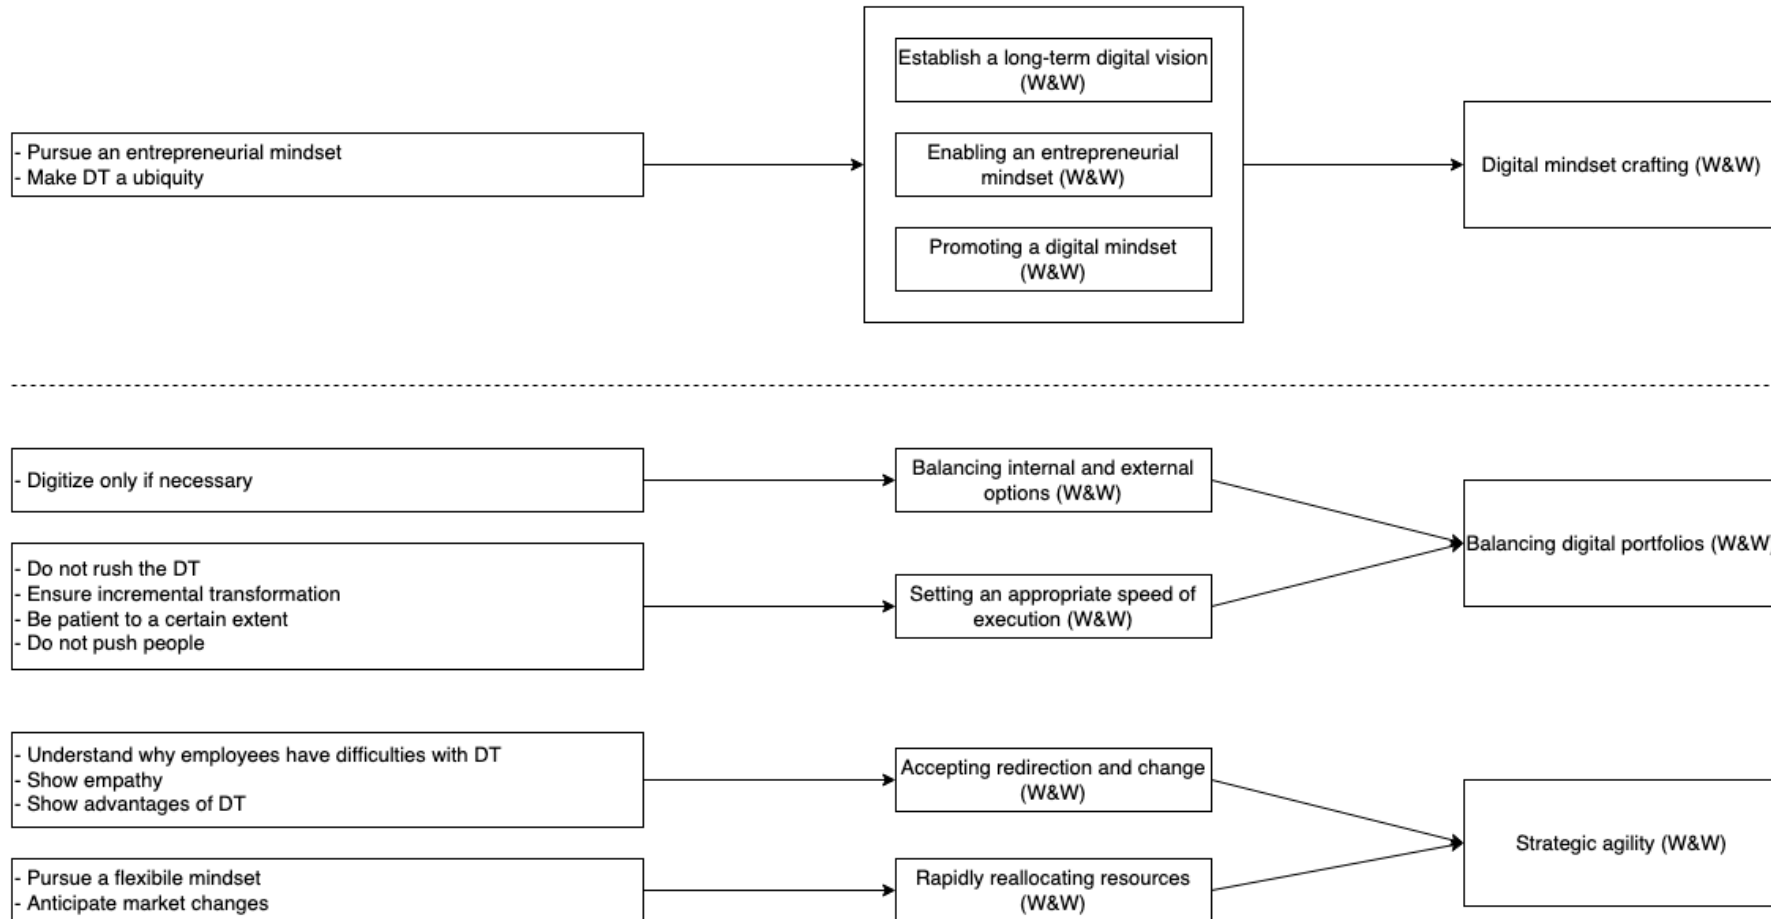 Establish a long-term digital vision
(W&W)
- Pursue an entrepreneurial mindset
- Make DT a ubiquity
Enabling an entrepreneurial
mindset (W&W)
Digital mindset crafting (W&W)
Promoting a digital mindset
(W&W)
- Digitize only if necessary
Balancing internal and external
options (W&W)
- Do not rush the DT
- Ensure incremental transformation
- Be patient to a certain extent
- Do not push people
Setting an appropriate speed of
execution (W&W)
Balancing digital portfolios (W&W)
- Understand why employees have difficulties with DT
- Show empathy
- Show advantages of DT
Accepting redirection and change
(W&W)
- Pursue a flexibile mindset
- Anticipate market changes
Rapidly reallocating resources
(W&W)
Strategic agility (W&W)